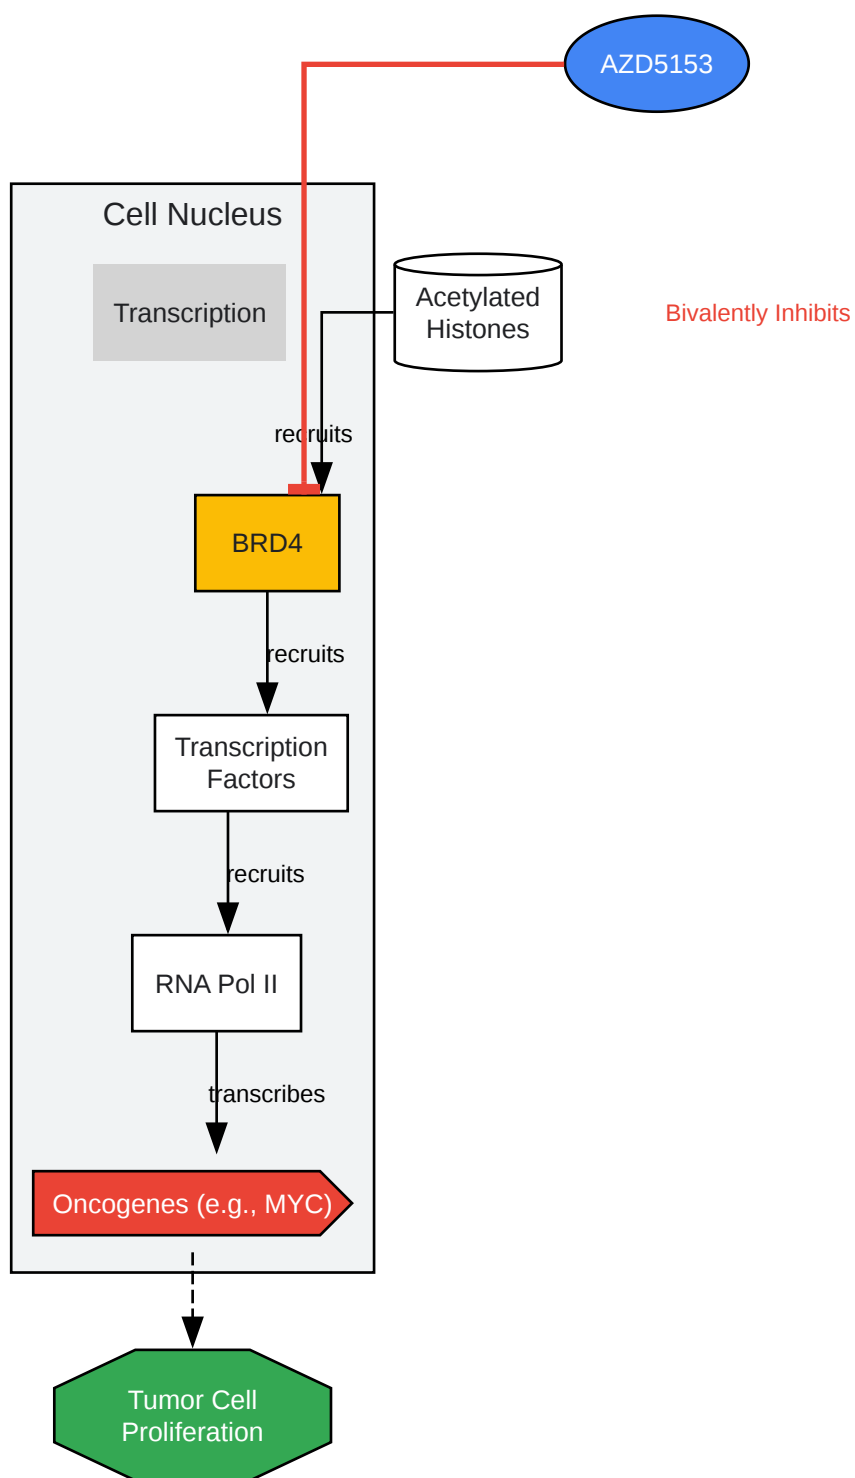 AZD5153
Cell Nucleus
Transcription
Acetylated
Histones
Bivalently Inhibits
recruits
BRD4
recruits
Transcription
Factors
recruits
RNA Pol II
transcribes
Oncogenes (e.g., MYC)
Tumor Cell
Proliferation